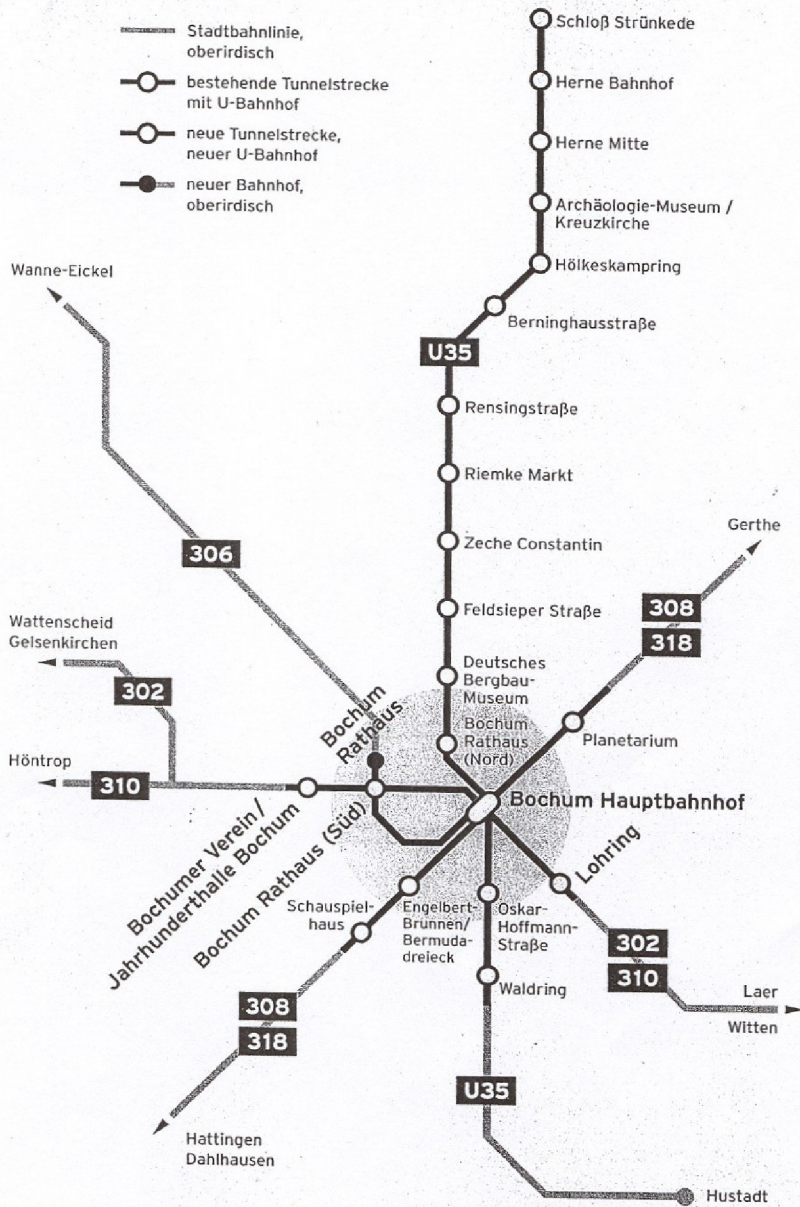 Stadtbahnlinie,
oberirdisch
bestehende Tunnelstrecke
mit U-Bahnhof
neue Tunnelstrecke,
neuer U-Bahnhof
neuer Bahnhof,
oberirdisch
Schloß Strünkede
Herne Bahnhof
Herne Mitte
Archäologie-Museum /
Kreuzkirche
Hölkeskampring
Berninghausstraße
U35
Rensingstraße
Riemke Markt
Zeche Constantin
Feldsieper Straße
Deutsches
Bergbau-
Museum
Bochum
Rathaus
(Nord)
Wanne-Eickel
306
Wattenscheid
Gelsenkirchen
302
Höntrop
310
Bochum
Rathaus
Gerthe
308
318
Planetarium
Bochum Hauptbahnhof
Bochumer Verein/
Jahrhunderthalle Bochum
Bochum Rathaus (Süd)
Schauspiel-
haus
Engelbert-
Brunnen/
Bermuda-
dreieck
Oskar-
Hoffmann-
Straße
Lohring
302
310
Laer
Witten
Waldring
308
318
Hattingen
Dahlhausen
U35
Hustadt